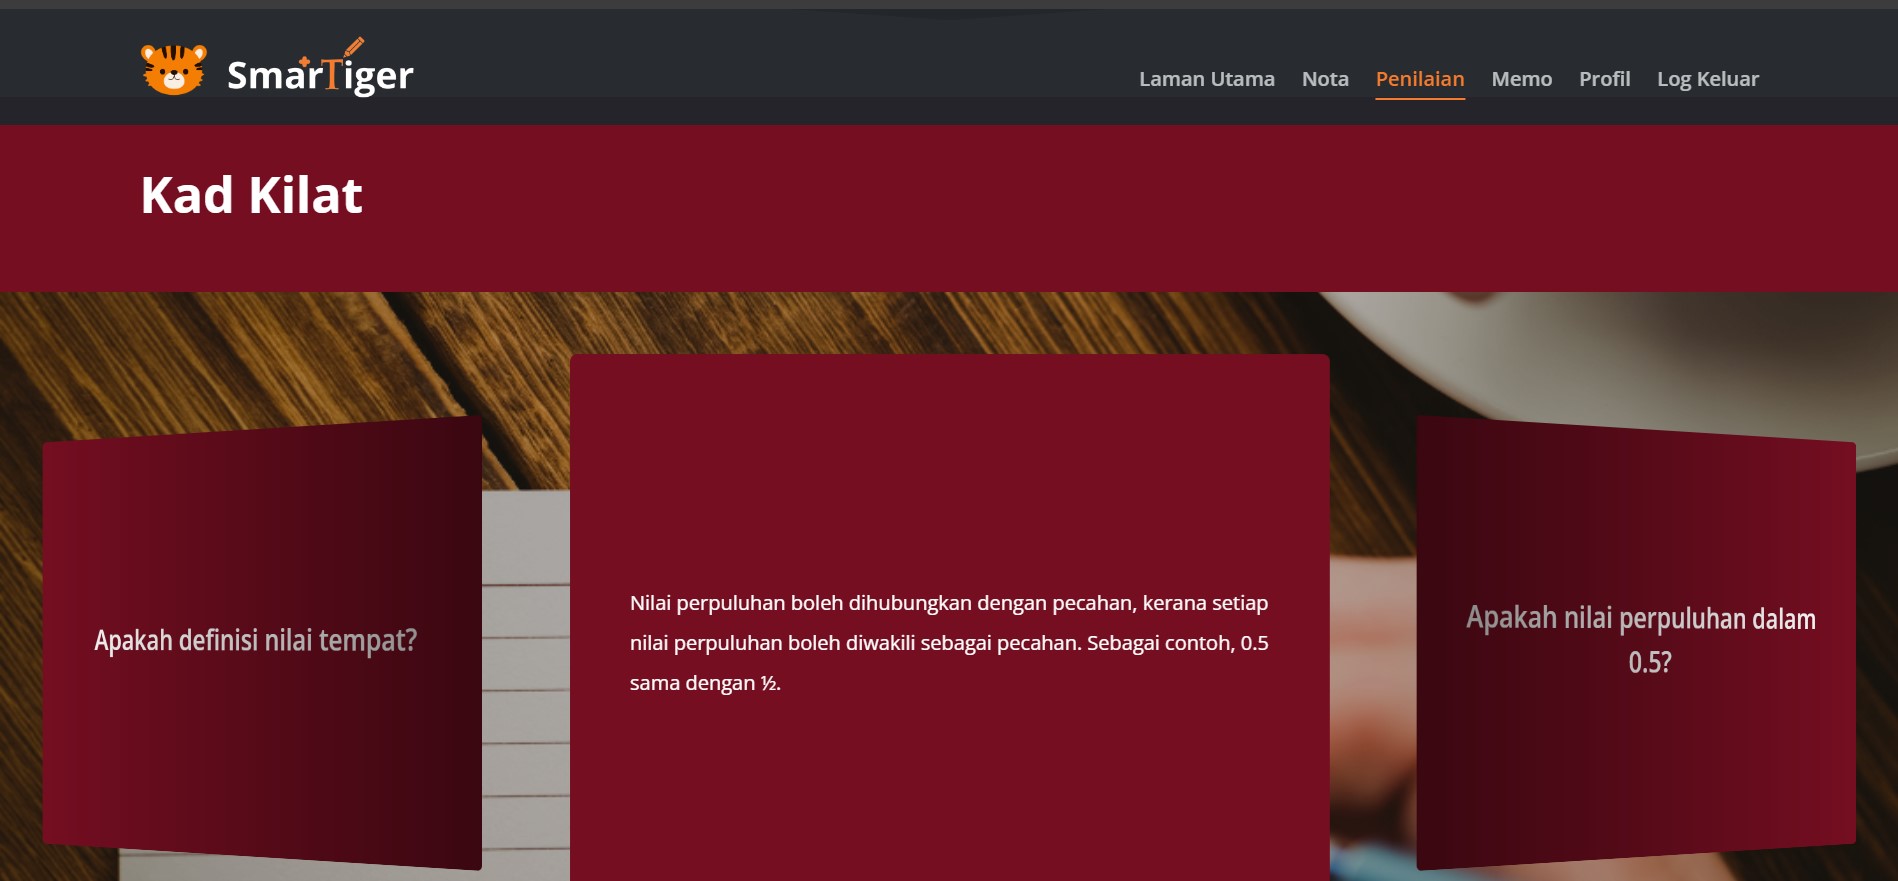 SmarTiger
Laman Utama Nota Penilaian Memo Profil Log Keluar
Kad Kilat
Apakah definisi nilai tempat?
Nilai perpuluhan boleh dihubungkan dengan pecahan, kerana setiap
nilai perpuluhan boleh diwakili sebagai pecahan. Sebagai contoh, 0.5
sama dengan ½.
Apakah nilai perpuluhan dalam
0.5?